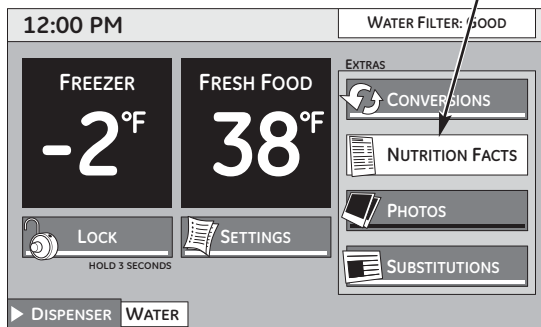 12:00 PM
WATER FILTER: GOOD
FREEZER
-2°F
FRESH FOOD
38°F
EXTRAS
CONVERSIONS
NUTRITION FACTS
PHOTOS
SUBSTITUTIONS
LOCK
HOLD 3 SECONDS
SETTINGS
DISPENSER
WATER